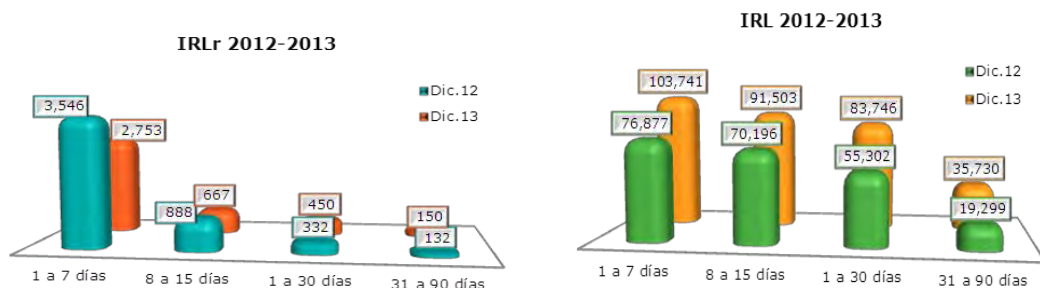 IRLr 2012-2013
Dic.12
Dic.13
3,546
2,753
888
667
332
450
132
150
1 a 7 días
8 a 15 días
1 a 30 días
31 a 90 días
IRL 2012-2013
Dic.12
Dic.13
76,877
103,741
70,196
91,503
55,302
83,746
19,299
35,730
1 a 7 días
8 a 15 días
1 a 30 días
31 a 90 días